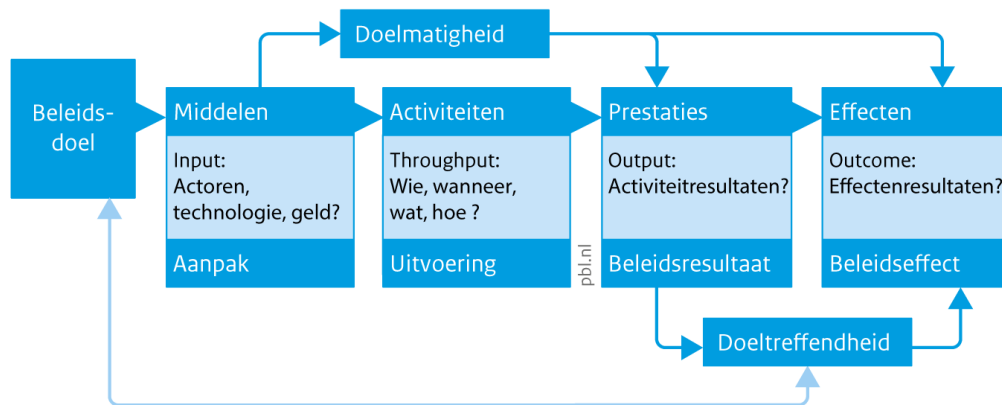 Doelmatigheid
Beleids-
doel
Middelen
Input:
Actoren,
technologie, geld?
Aanpak
Activiteiten
Throughput:
Wie, wanneer,
wat, hoe ?
Uitvoering
pbl.nl
Prestaties
Output:
Activiteitresultaten?
Beleidsresultaat
Effecten
Outcome:
Effectenresultaten?
Beleidseffect
Doeltreffendheid